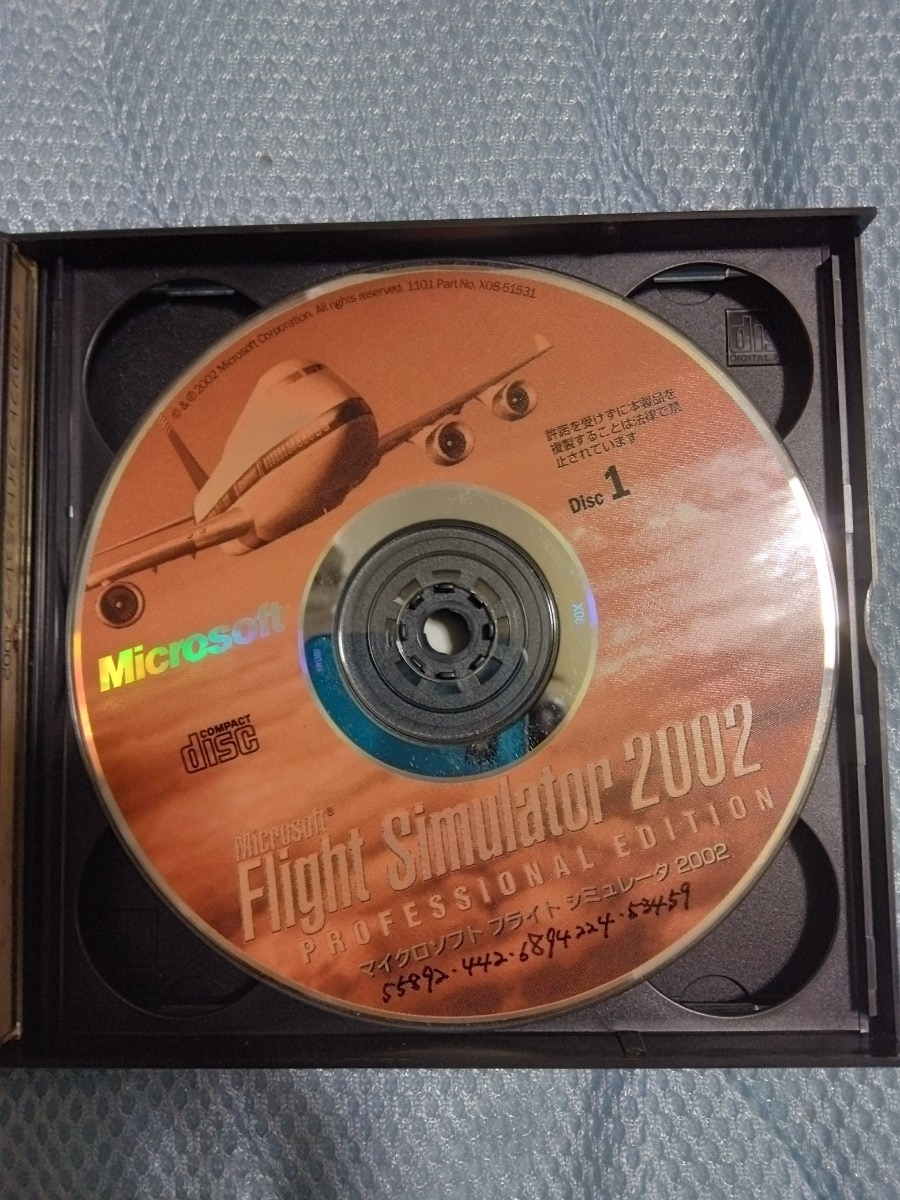 © & ℗2002 Microsoft Corporation. All rights reserved. 1101 Part No. X08-51531
許諾を受けずに本製品を
複製することは法律で禁
止されています
Disc 1
Microsoft
COMPACT
disc
Microsoft®
Flight Simulator 2002
PROFESSIONAL EDITION
マイクロソフト フライト シミュレータ 2002
55892-442-6894224-53459